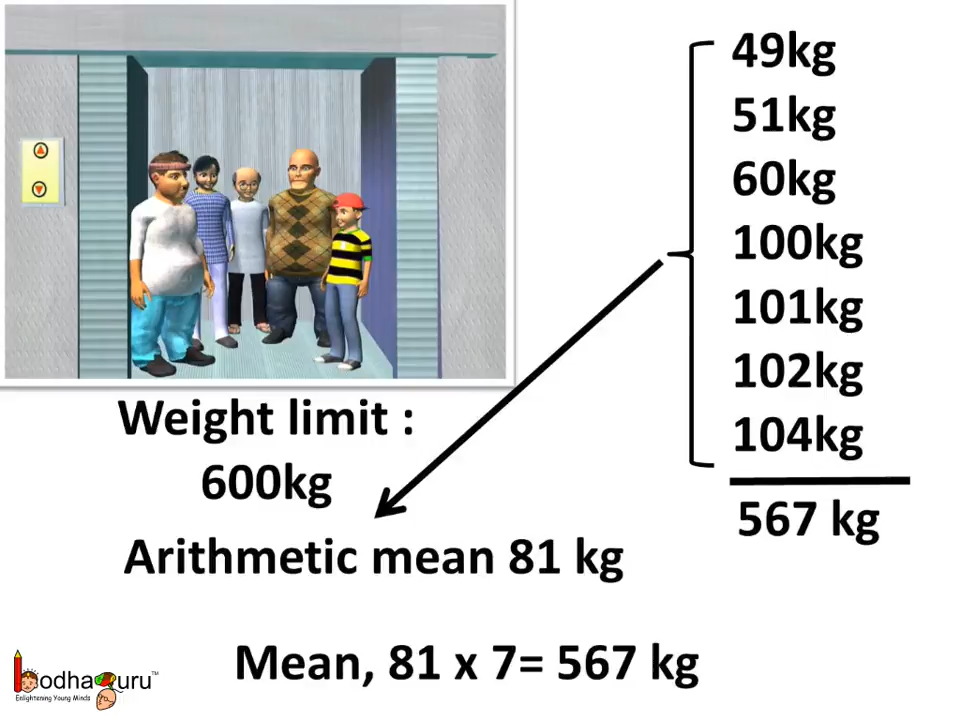 49kg
51kg
60kg
100kg
101kg
102kg
104kg
567 kg
Weight limit :
600kg
Arithmetic mean 81 kg
Mean, 81 x 7= 567 kg
BodhaGuru™
Enlightening Young Minds